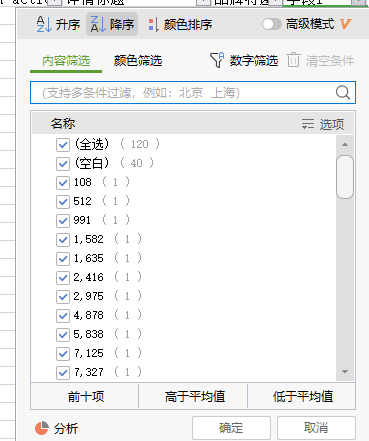 升序 降序 颜色排序 高级模式
内容筛选 颜色筛选 数字筛选 清空条件
(支持多条件过滤，例如：北京 上海)
名称 选项
(全选) ( 120 )
(空白) ( 40 )
108 ( 1 )
512 ( 1 )
991 ( 1 )
1,582 ( 1 )
1,635 ( 1 )
2,416 ( 1 )
2,975 ( 1 )
4,878 ( 1 )
5,838 ( 1 )
7,125 ( 1 )
7,327 ( 1 )
前十项 高于平均值 低于平均值
分析 确定 取消